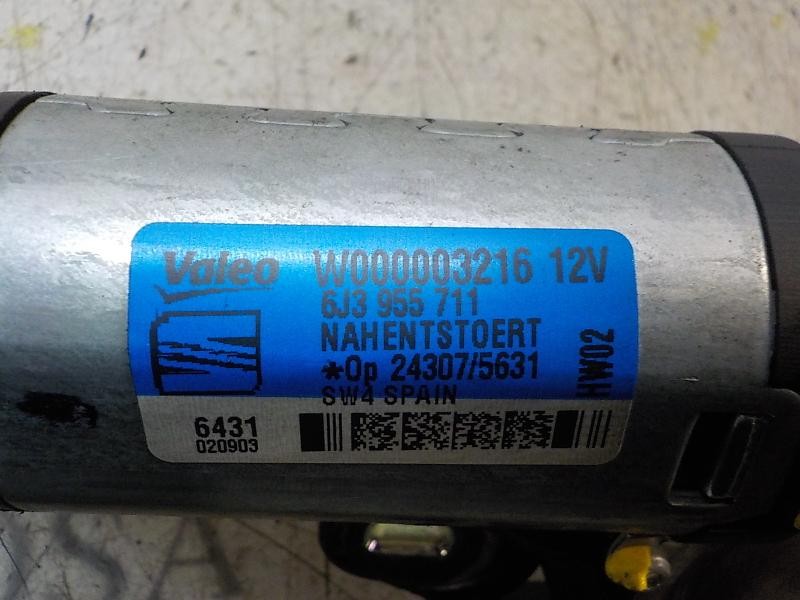 Valeo W000003216 12V
6J3 955 711
NAHENTSTOERT
*Op 24307/5631
SW4 SPAIN
HW02
6431
020903